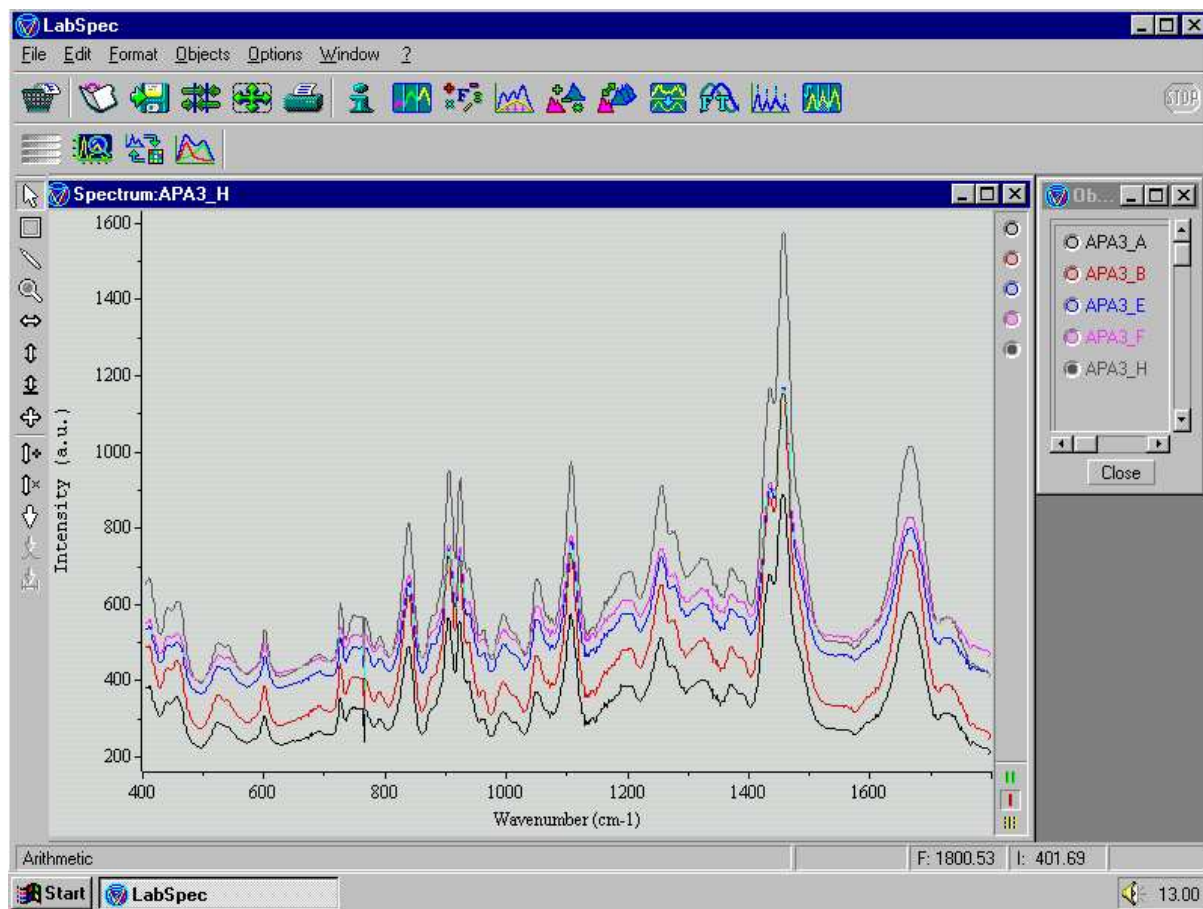 LabSpec
File Edit Format Objects Options Window ?
STOP
Spectrum:APA3_H
Ob...
1600
1400
1200
1000
800
600
400
200
Intensity (a.u.)
400 600 800 1000 1200 1400 1600
Wavenumber (cm-1)
APA3_A
APA3_B
APA3_E
APA3_F
APA3_H
Close
Arithmetic F: 1800.53 I: 401.69
Start LabSpec 13.00